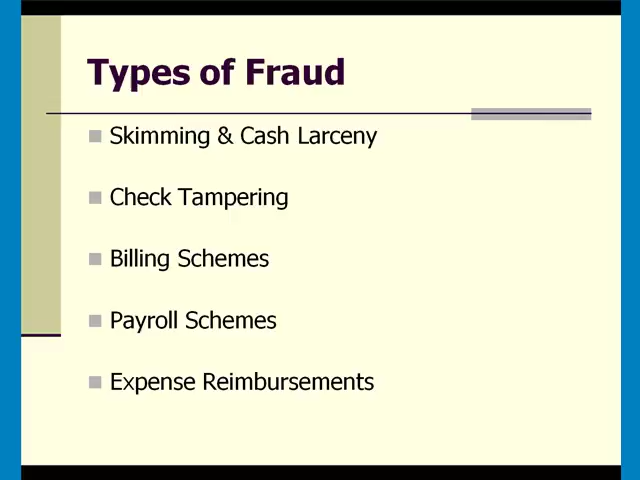 Types of Fraud
Skimming & Cash Larceny
Check Tampering
Billing Schemes
Payroll Schemes
Expense Reimbursements